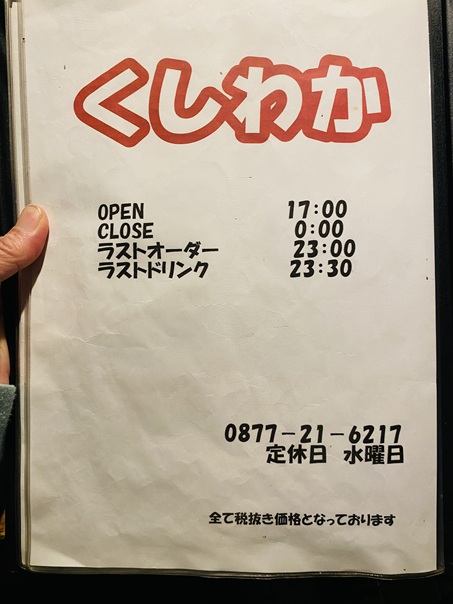 くしわか
OPEN 17:00
CLOSE 0:00
ラストオーダー 23:00
ラストドリンク 23:30
0877-21-6217
定休日 水曜日
全て税抜き価格となっております